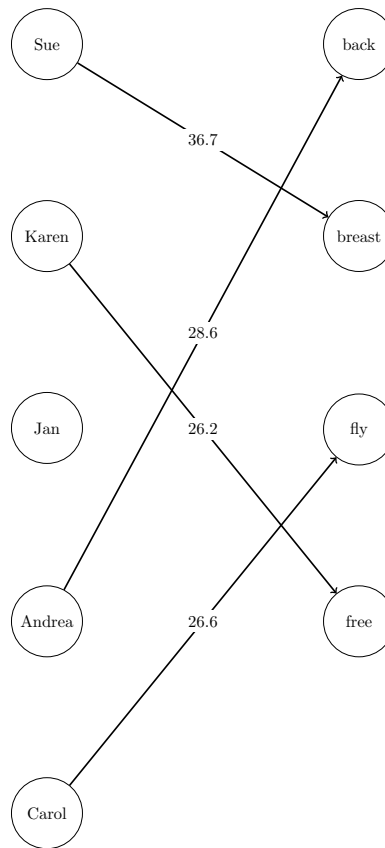 Sue
back
36.7
Karen
breast
28.6
Jan
26.2
fly
Andrea
26.6
free
Carol